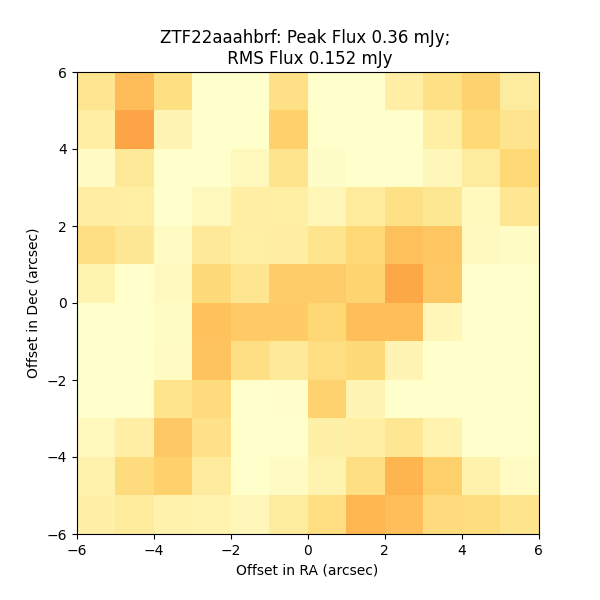 ZTF22aaahbrf: Peak Flux 0.36 mJy;
RMS Flux 0.152 mJy
6
4
2
0
−2
−4
−6
Offset in Dec (arcsec)
−6 −4 −2 0 2 4 6
Offset in RA (arcsec)